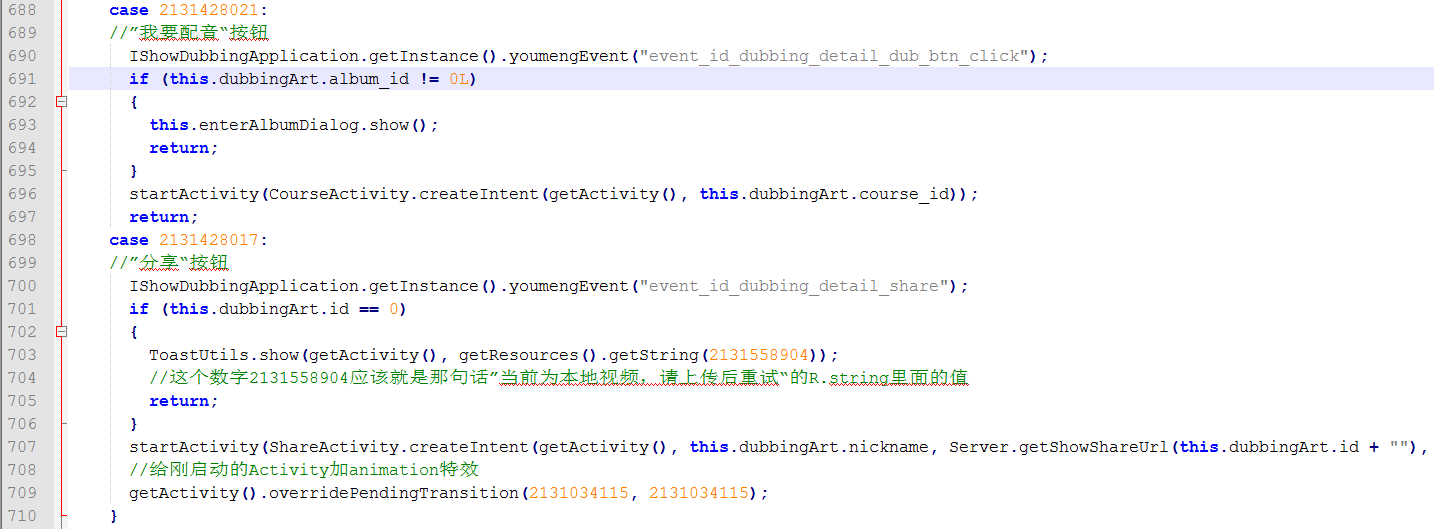 688 case 2131428021:
689 //”我要配音“按钮
690 IShowDubbingApplication.getInstance().youmengEvent("event_id_dubbing_detail_dub_btn_click");
691 if (this.dubbingArt.album_id != 0L)
692 {
693 this.enterAlbumDialog.show();
694 return;
695 }
696 startActivity(CourseActivity.createIntent(getActivity(), this.dubbingArt.course_id));
697 return;
698 case 2131428017:
699 //”分享“按钮
700 IShowDubbingApplication.getInstance().youmengEvent("event_id_dubbing_detail_share");
701 if (this.dubbingArt.id == 0)
702 {
703 ToastUtils.show(getActivity(), getResources().getString(2131558904));
704 //这个数字2131558904应该就是那句话”当前为本地视频，请上传后重试“的R.string里面的值
705 return;
706 }
707 startActivity(ShareActivity.createIntent(getActivity(), this.dubbingArt.nickname, Server.getShowShareUrl(this.dubbingArt.id + ""),
708 //给刚启动的Activity加animation特效
709 getActivity().overridePendingTransition(2131034115, 2131034115);
710 }